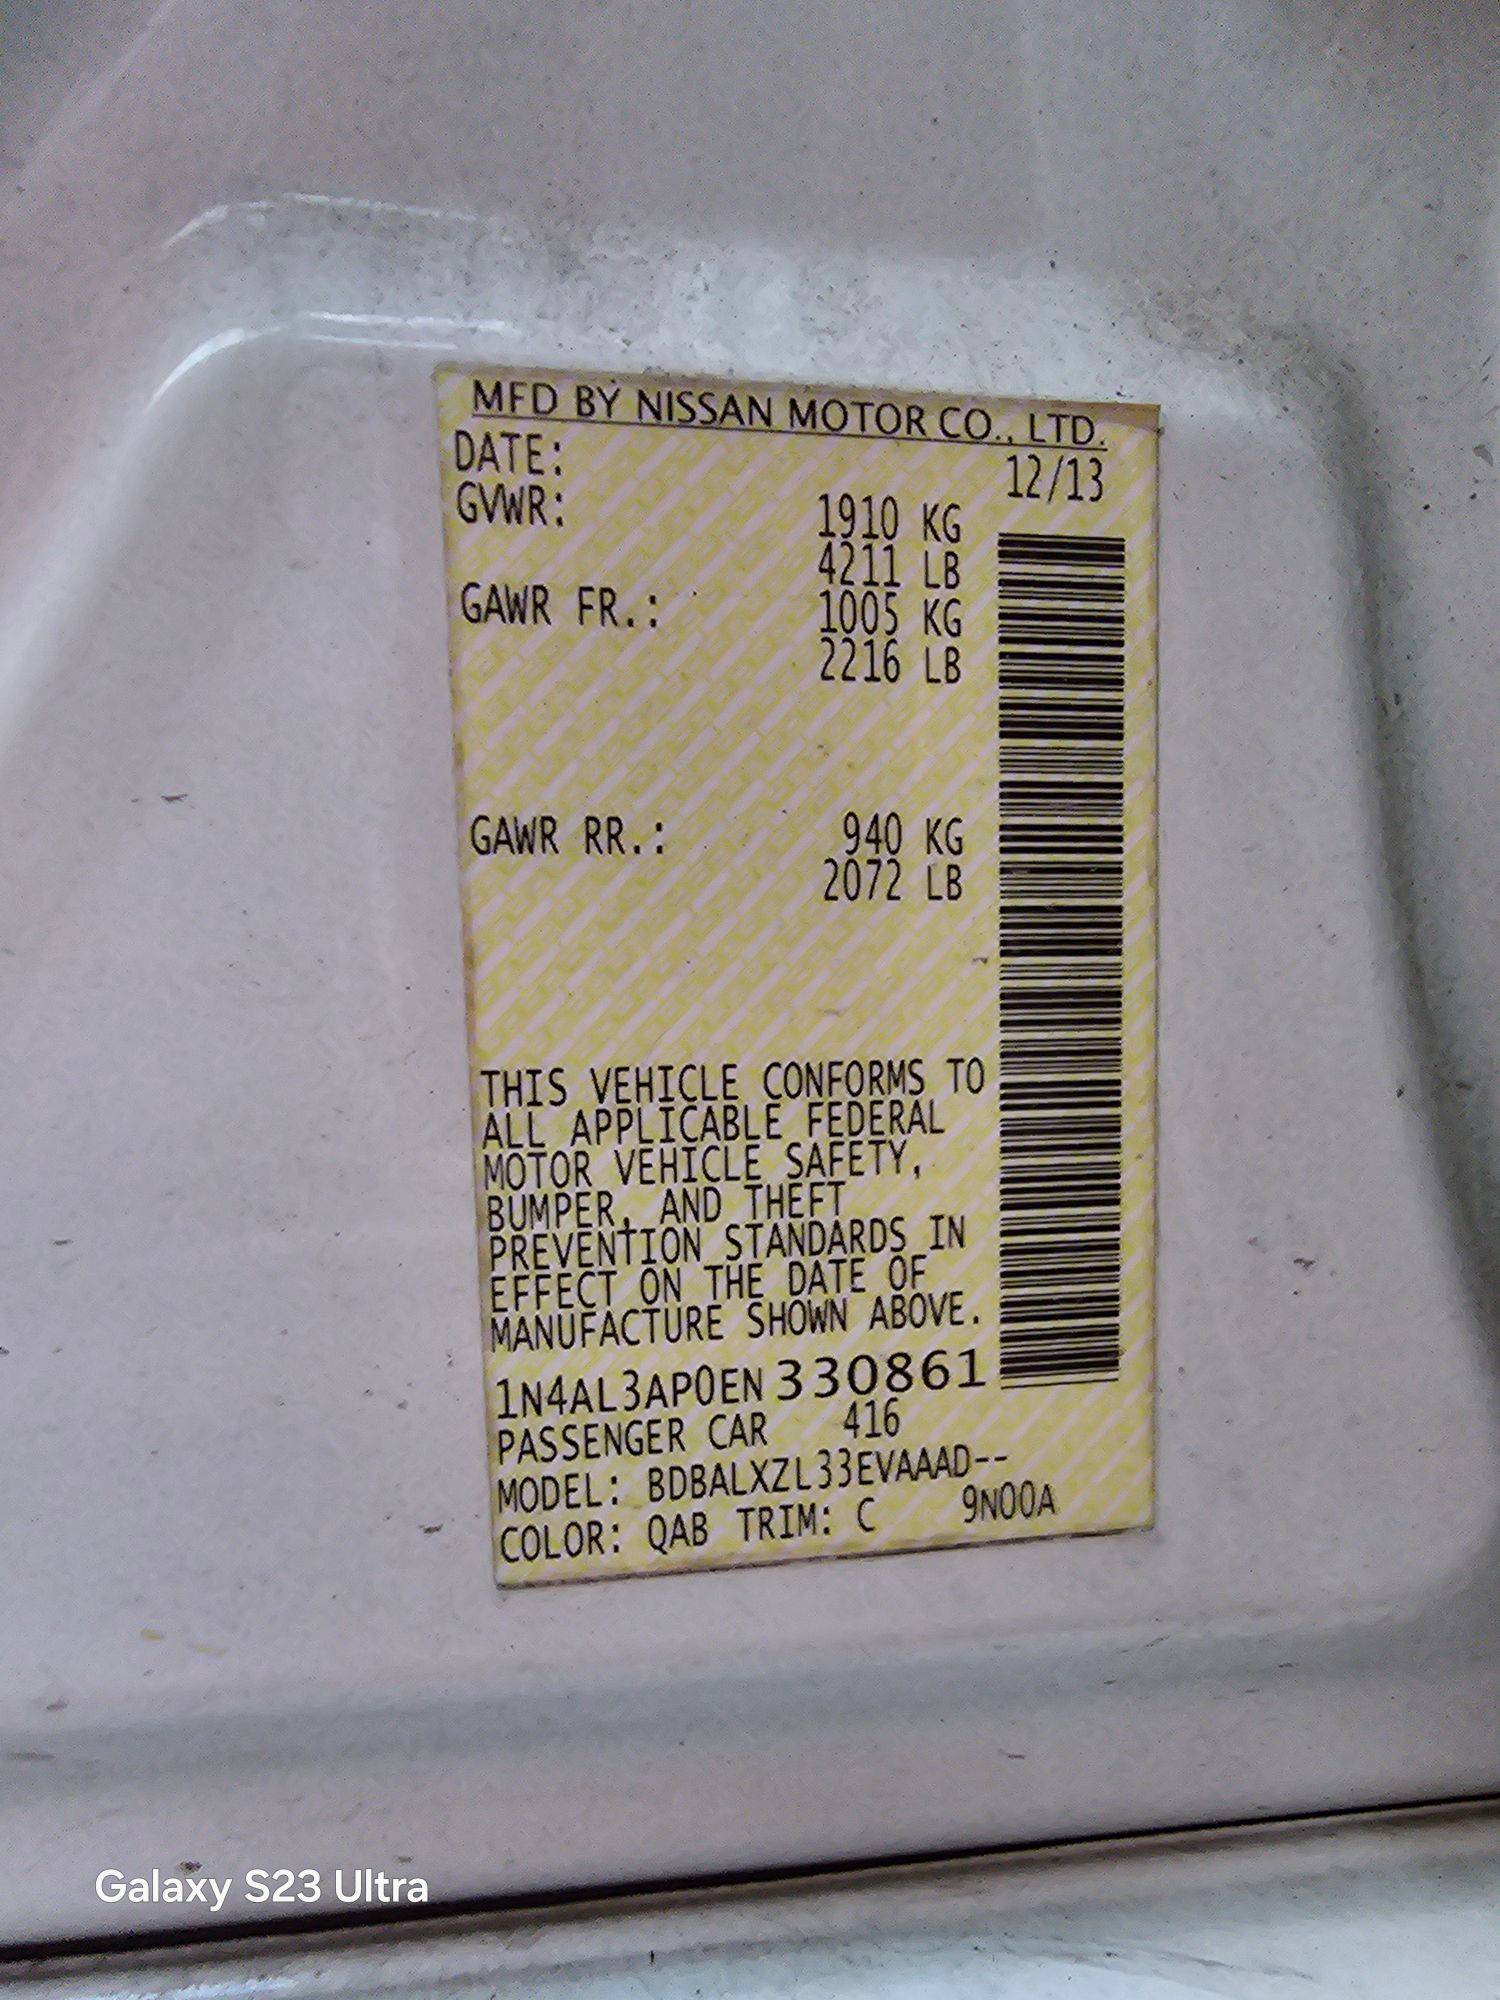 MFD BY NISSAN MOTOR CO., LTD.
DATE: 12/13
GVWR: 1910 KG
4211 LB
GAWR FR.: 1005 KG
2216 LB
GAWR RR.: 940 KG
2072 LB
THIS VEHICLE CONFORMS TO
ALL APPLICABLE FEDERAL
MOTOR VEHICLE SAFETY,
BUMPER, AND THEFT
PREVENTION STANDARDS IN
EFFECT ON THE DATE OF
MANUFACTURE SHOWN ABOVE.
1N4AL3AP0EN330861
PASSENGER CAR 416
MODEL: BDBALXZL33EVAAAD--
COLOR: QAB TRIM: C 9N00A
Galaxy S23 Ultra